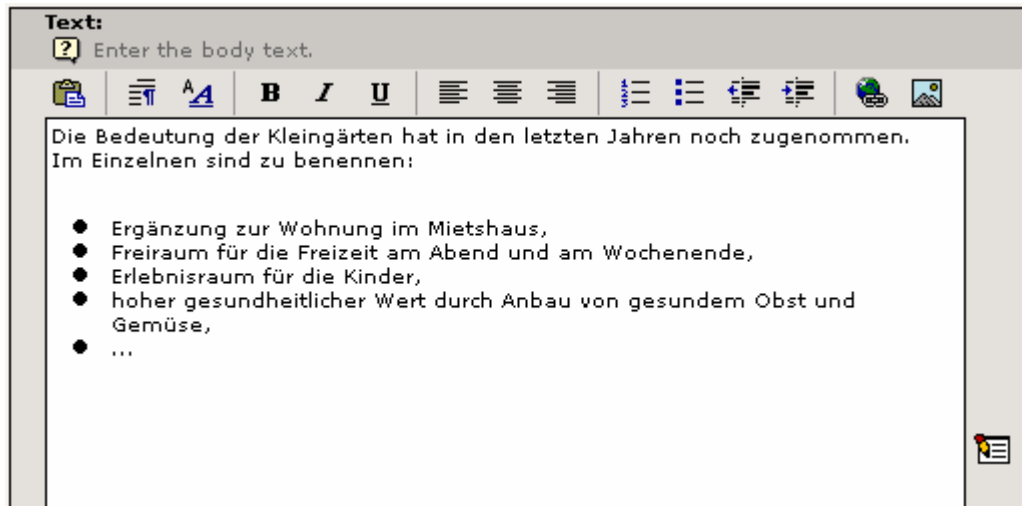 Text:
Enter the body text.
Die Bedeutung der Kleingärten hat in den letzten Jahren noch zugenommen.
Im Einzelnen sind zu benennen:
● Ergänzung zur Wohnung im Mietshaus,
● Freiraum für die Freizeit am Abend und am Wochenende,
● Erlebnisraum für die Kinder,
● hoher gesundheitlicher Wert durch Anbau von gesundem Obst und
Gemüse,
● ...